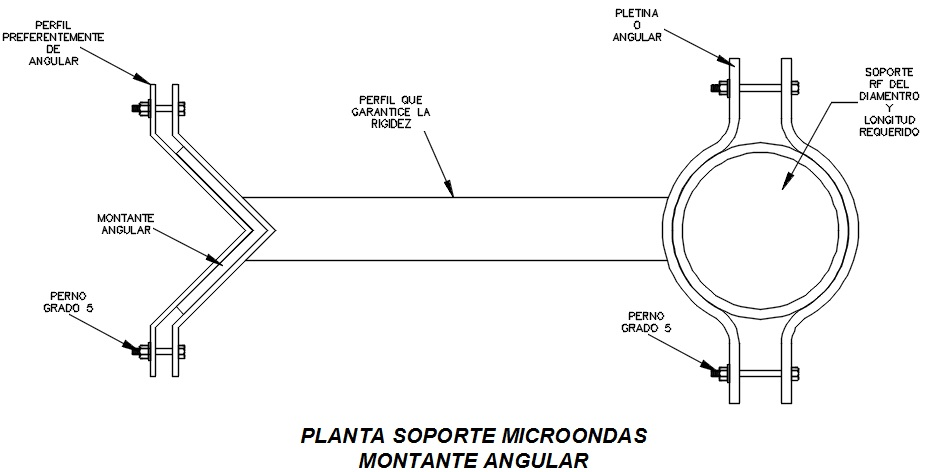 PERFIL
PREFERENTEMENTE
DE
ANGULAR
PLETINA
O
ANGULAR
PERFIL QUE
GARANTICE LA
RIGIDEZ
SOPORTE
RF DEL
DIAMENTRO
Y
LONGITUD
REQUERIDO
MONTANTE
ANGULAR
PERNO
GRADO 5
PERNO
GRADO 5
PLANTA SOPORTE MICROONDAS
MONTANTE ANGULAR